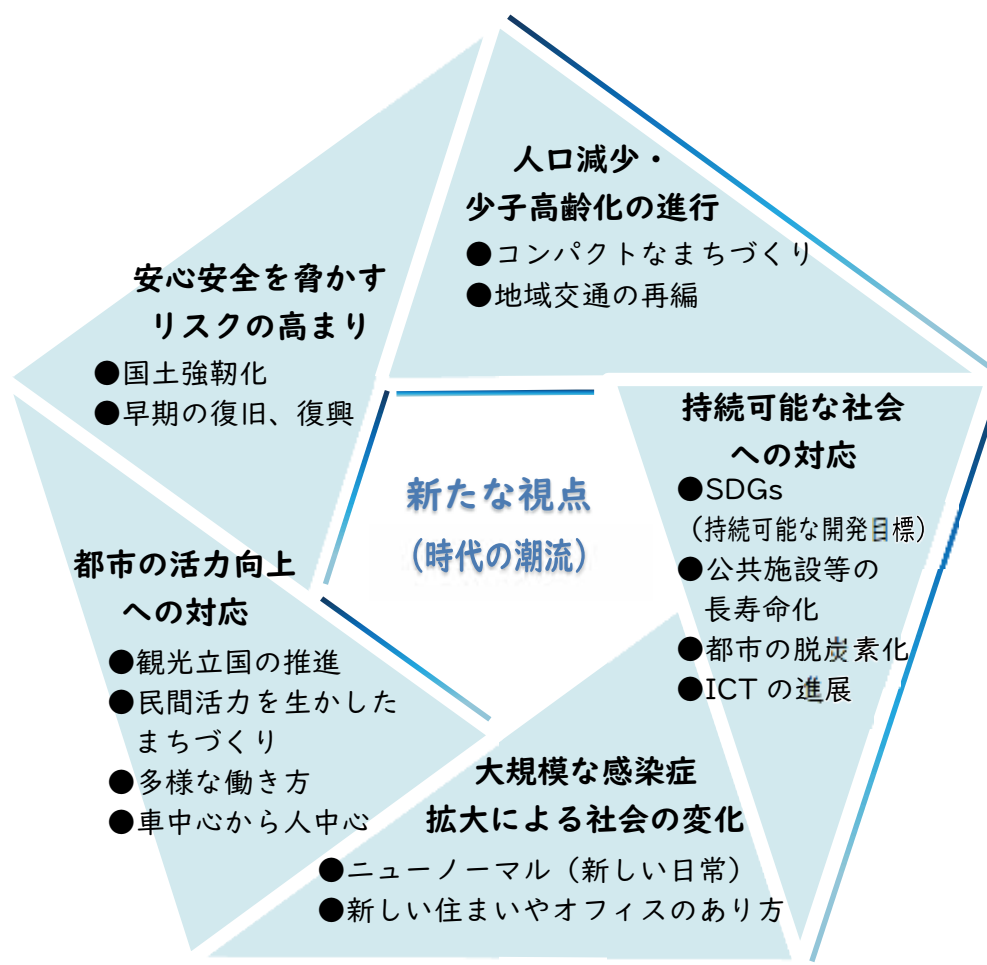 人口減少・
少子高齢化の進行
●コンパクトなまちづくり
●地域交通の再編
安心安全を脅かす
リスクの高まり
●国土強靭化
●早期の復旧、復興
持続可能な社会
への対応
●SDGs
（持続可能な開発目標）
●公共施設等の
長寿命化
●都市の脱炭素化
●ICT の進展
新たな視点
（時代の潮流）
都市の活力向上
への対応
●観光立国の推進
●民間活力を生かした
まちづくり
●多様な働き方
●車中心から人中心
大規模な感染症
拡大による社会の変化
●ニューノーマル（新しい日常）
●新しい住まいやオフィスのあり方